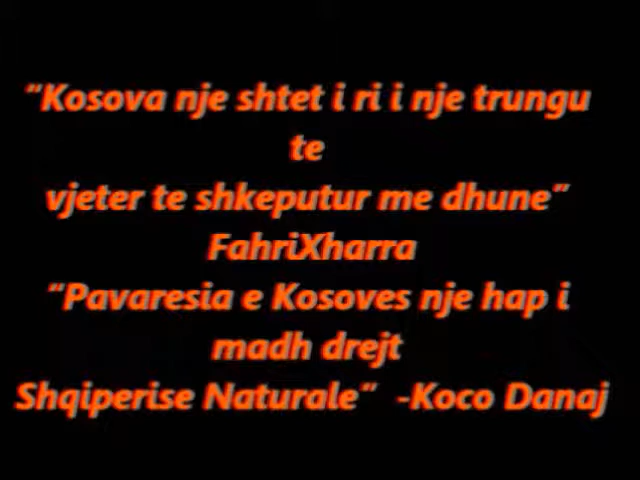 "Kosova nje shtet i ri i nje trungu
te
vjeter te shkeputur me dhune"
FahriXharra
"Pavaresia e Kosoves nje hap i
madh drejt
Shqiperise Naturale" -Koco Danaj